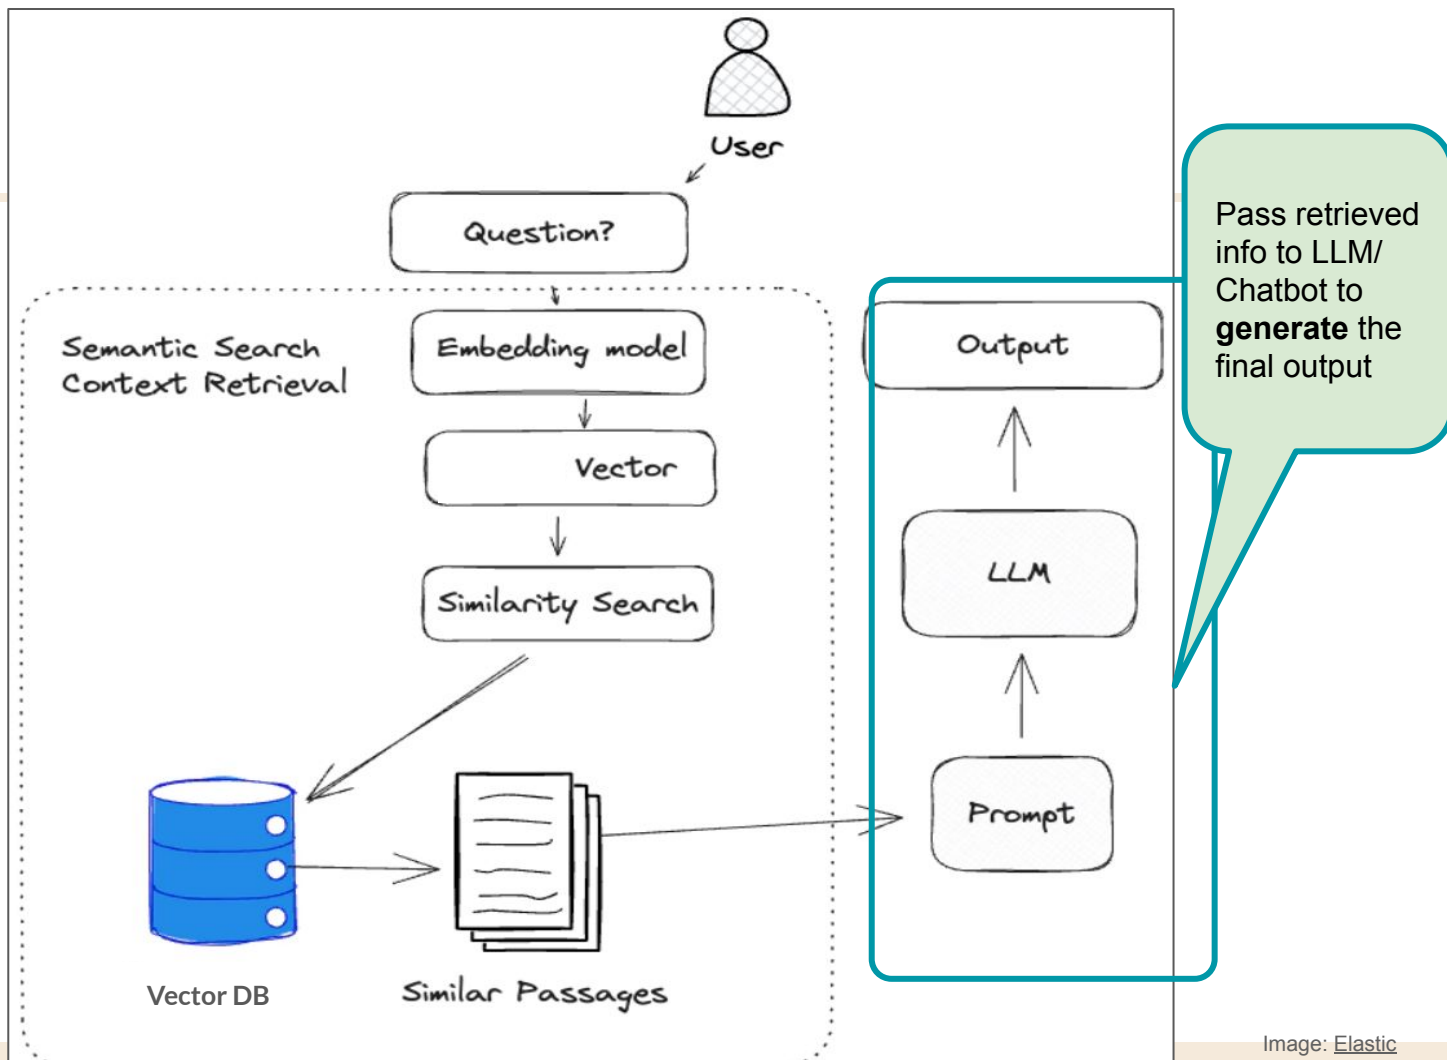 User
Question?
Semantic Search
Context Retrieval
Embedding model
Vector
Similarity Search
Vector DB
Similar Passages
Prompt
LLM
Output
Pass retrieved
info to LLM/
Chatbot to
generate the
final output
Image: Elastic